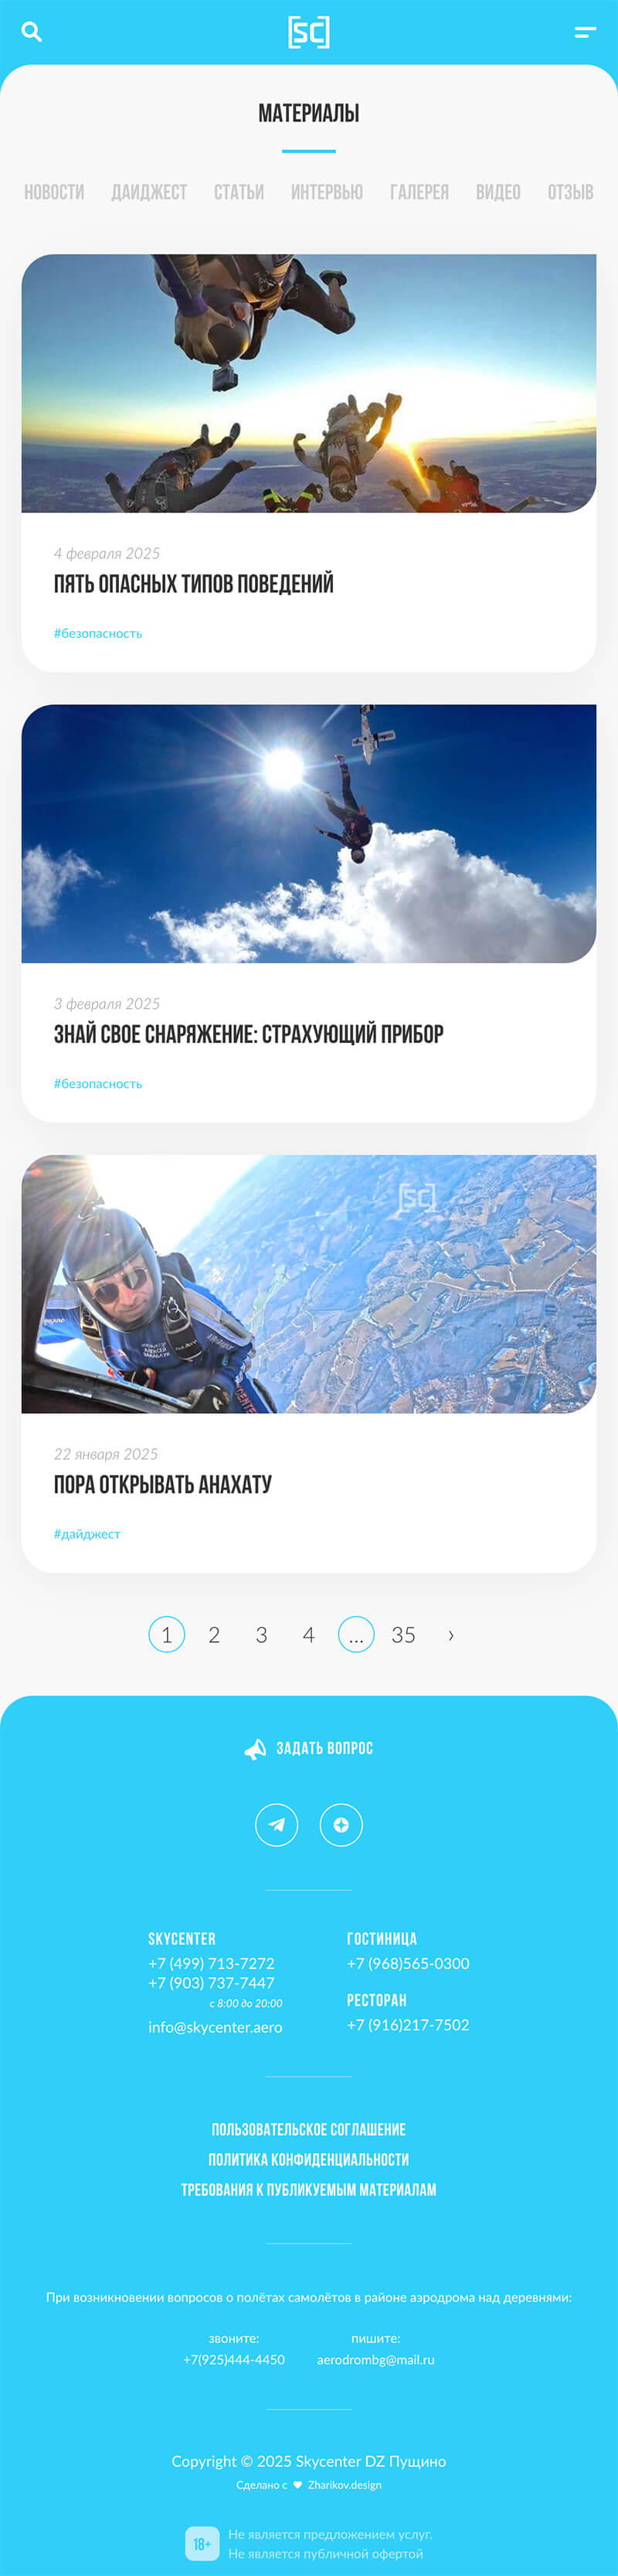 [SC]
МАТЕРИАЛЫ
НОВОСТИ ДАЙДЖЕСТ СТАТЬИ ИНТЕРВЬЮ ГАЛЕРЕЯ ВИДЕО ОТЗЫВ
4 февраля 2025
ПЯТЬ ОПАСНЫХ ТИПОВ ПОВЕДЕНИЙ
#безопасность
3 февраля 2025
ЗНАЙ СВОЕ СНАРЯЖЕНИЕ: СТРАХУЮЩИЙ ПРИБОР
#безопасность
[SC]
22 января 2025
ПОРА ОТКРЫВАТЬ АНАХАТУ
#дайджест
1 2 3 4 ... 35 ›
ЗАДАТЬ ВОПРОС
SKYCENTER
+7 (499) 713-7272
+7 (903) 737-7447
с 8:00 до 20:00
info@skycenter.aero
ГОСТИНИЦА
+7 (968)565-0300
РЕСТОРАН
+7 (916)217-7502
ПОЛЬЗОВАТЕЛЬСКОЕ СОГЛАШЕНИЕ
ПОЛИТИКА КОНФИДЕНЦИАЛЬНОСТИ
ТРЕБОВАНИЯ К ПУБЛИКУЕМЫМ МАТЕРИАЛАМ
При возникновении вопросов о полётах самолётов в районе аэродрома над деревнями:
звоните:
+7(925)444-4450
пишите:
aerodrombg@mail.ru
Copyright © 2025 Skycenter DZ Пущино
Сделано с ❤ Zharikov.design
18+
Не является предложением услуг.
Не является публичной офертой